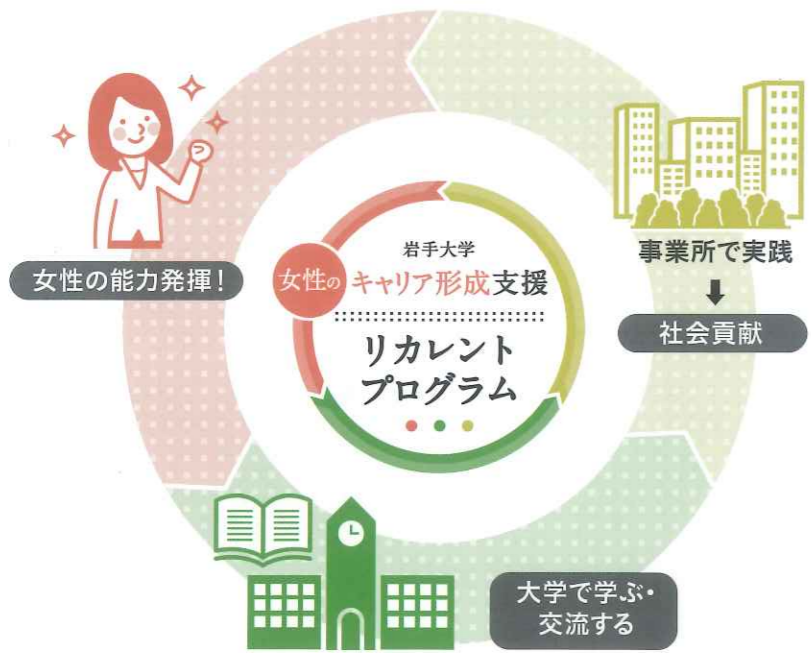 岩手大学
女性の
キャリア形成支援
リカレント
プログラム
女性の能力発揮!
事業所で実践
社会貢献
大学で学ぶ・
交流する